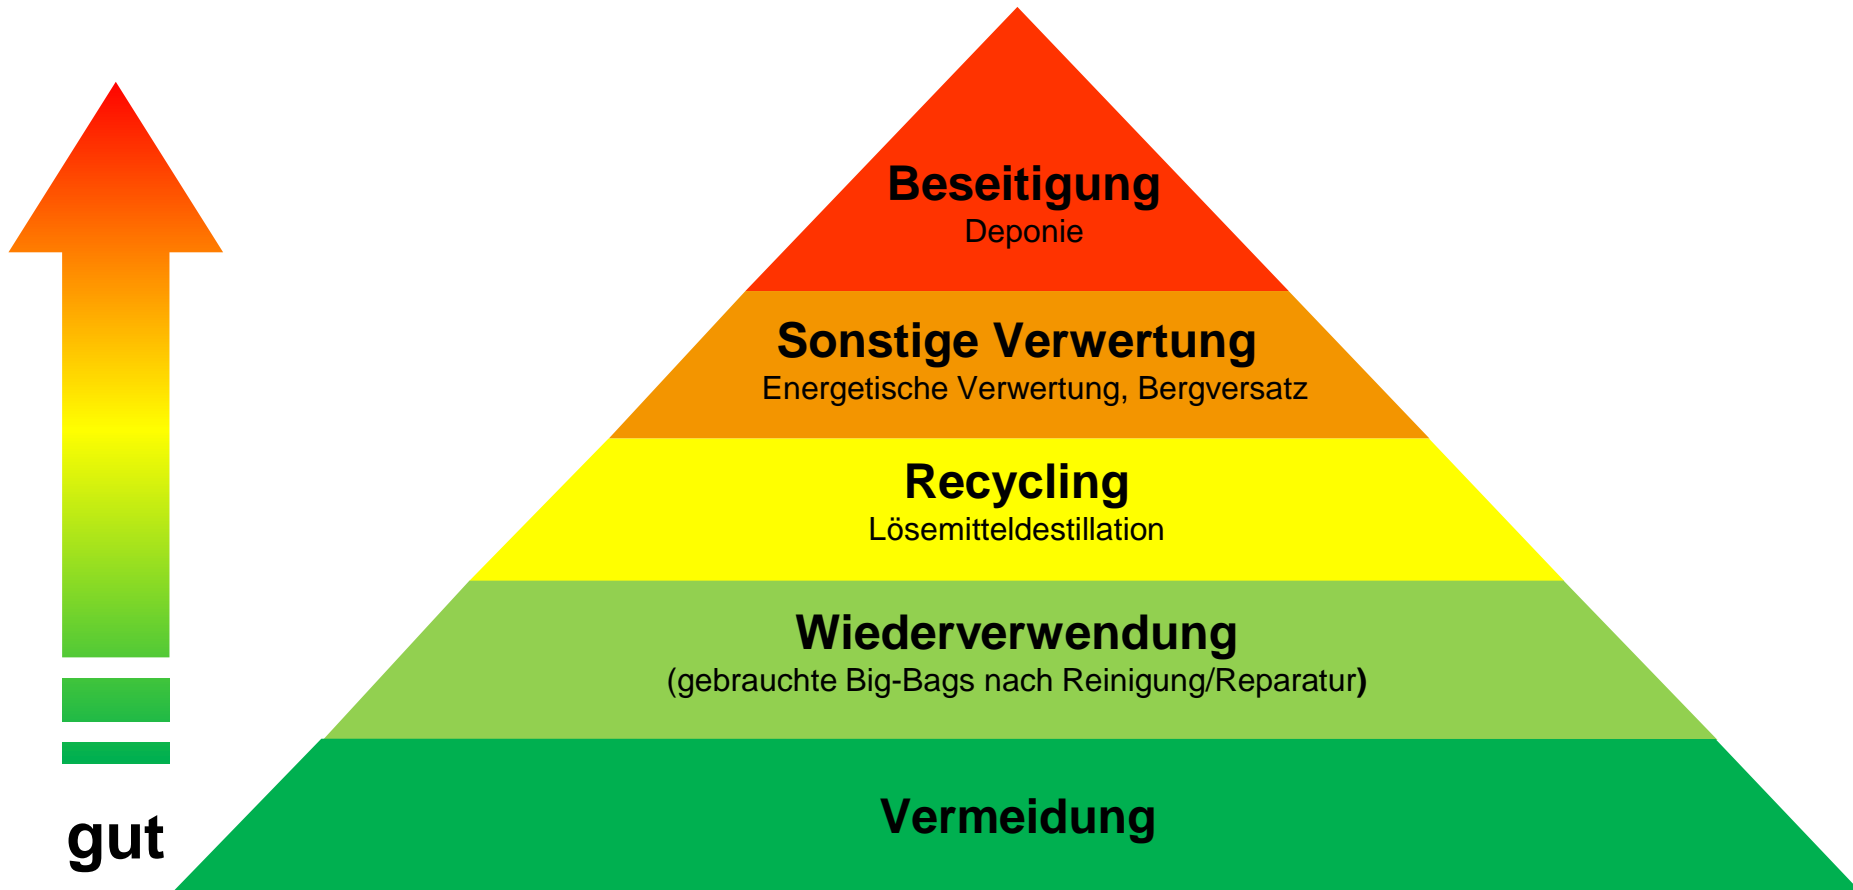 Beseitigung
Deponie
Sonstige Verwertung
Energetische Verwertung, Bergversatz
Recycling
Lösemitteldestillation
Wiederverwendung
(gebrauchte Big-Bags nach Reinigung/Reparatur)
Vermeidung
gut